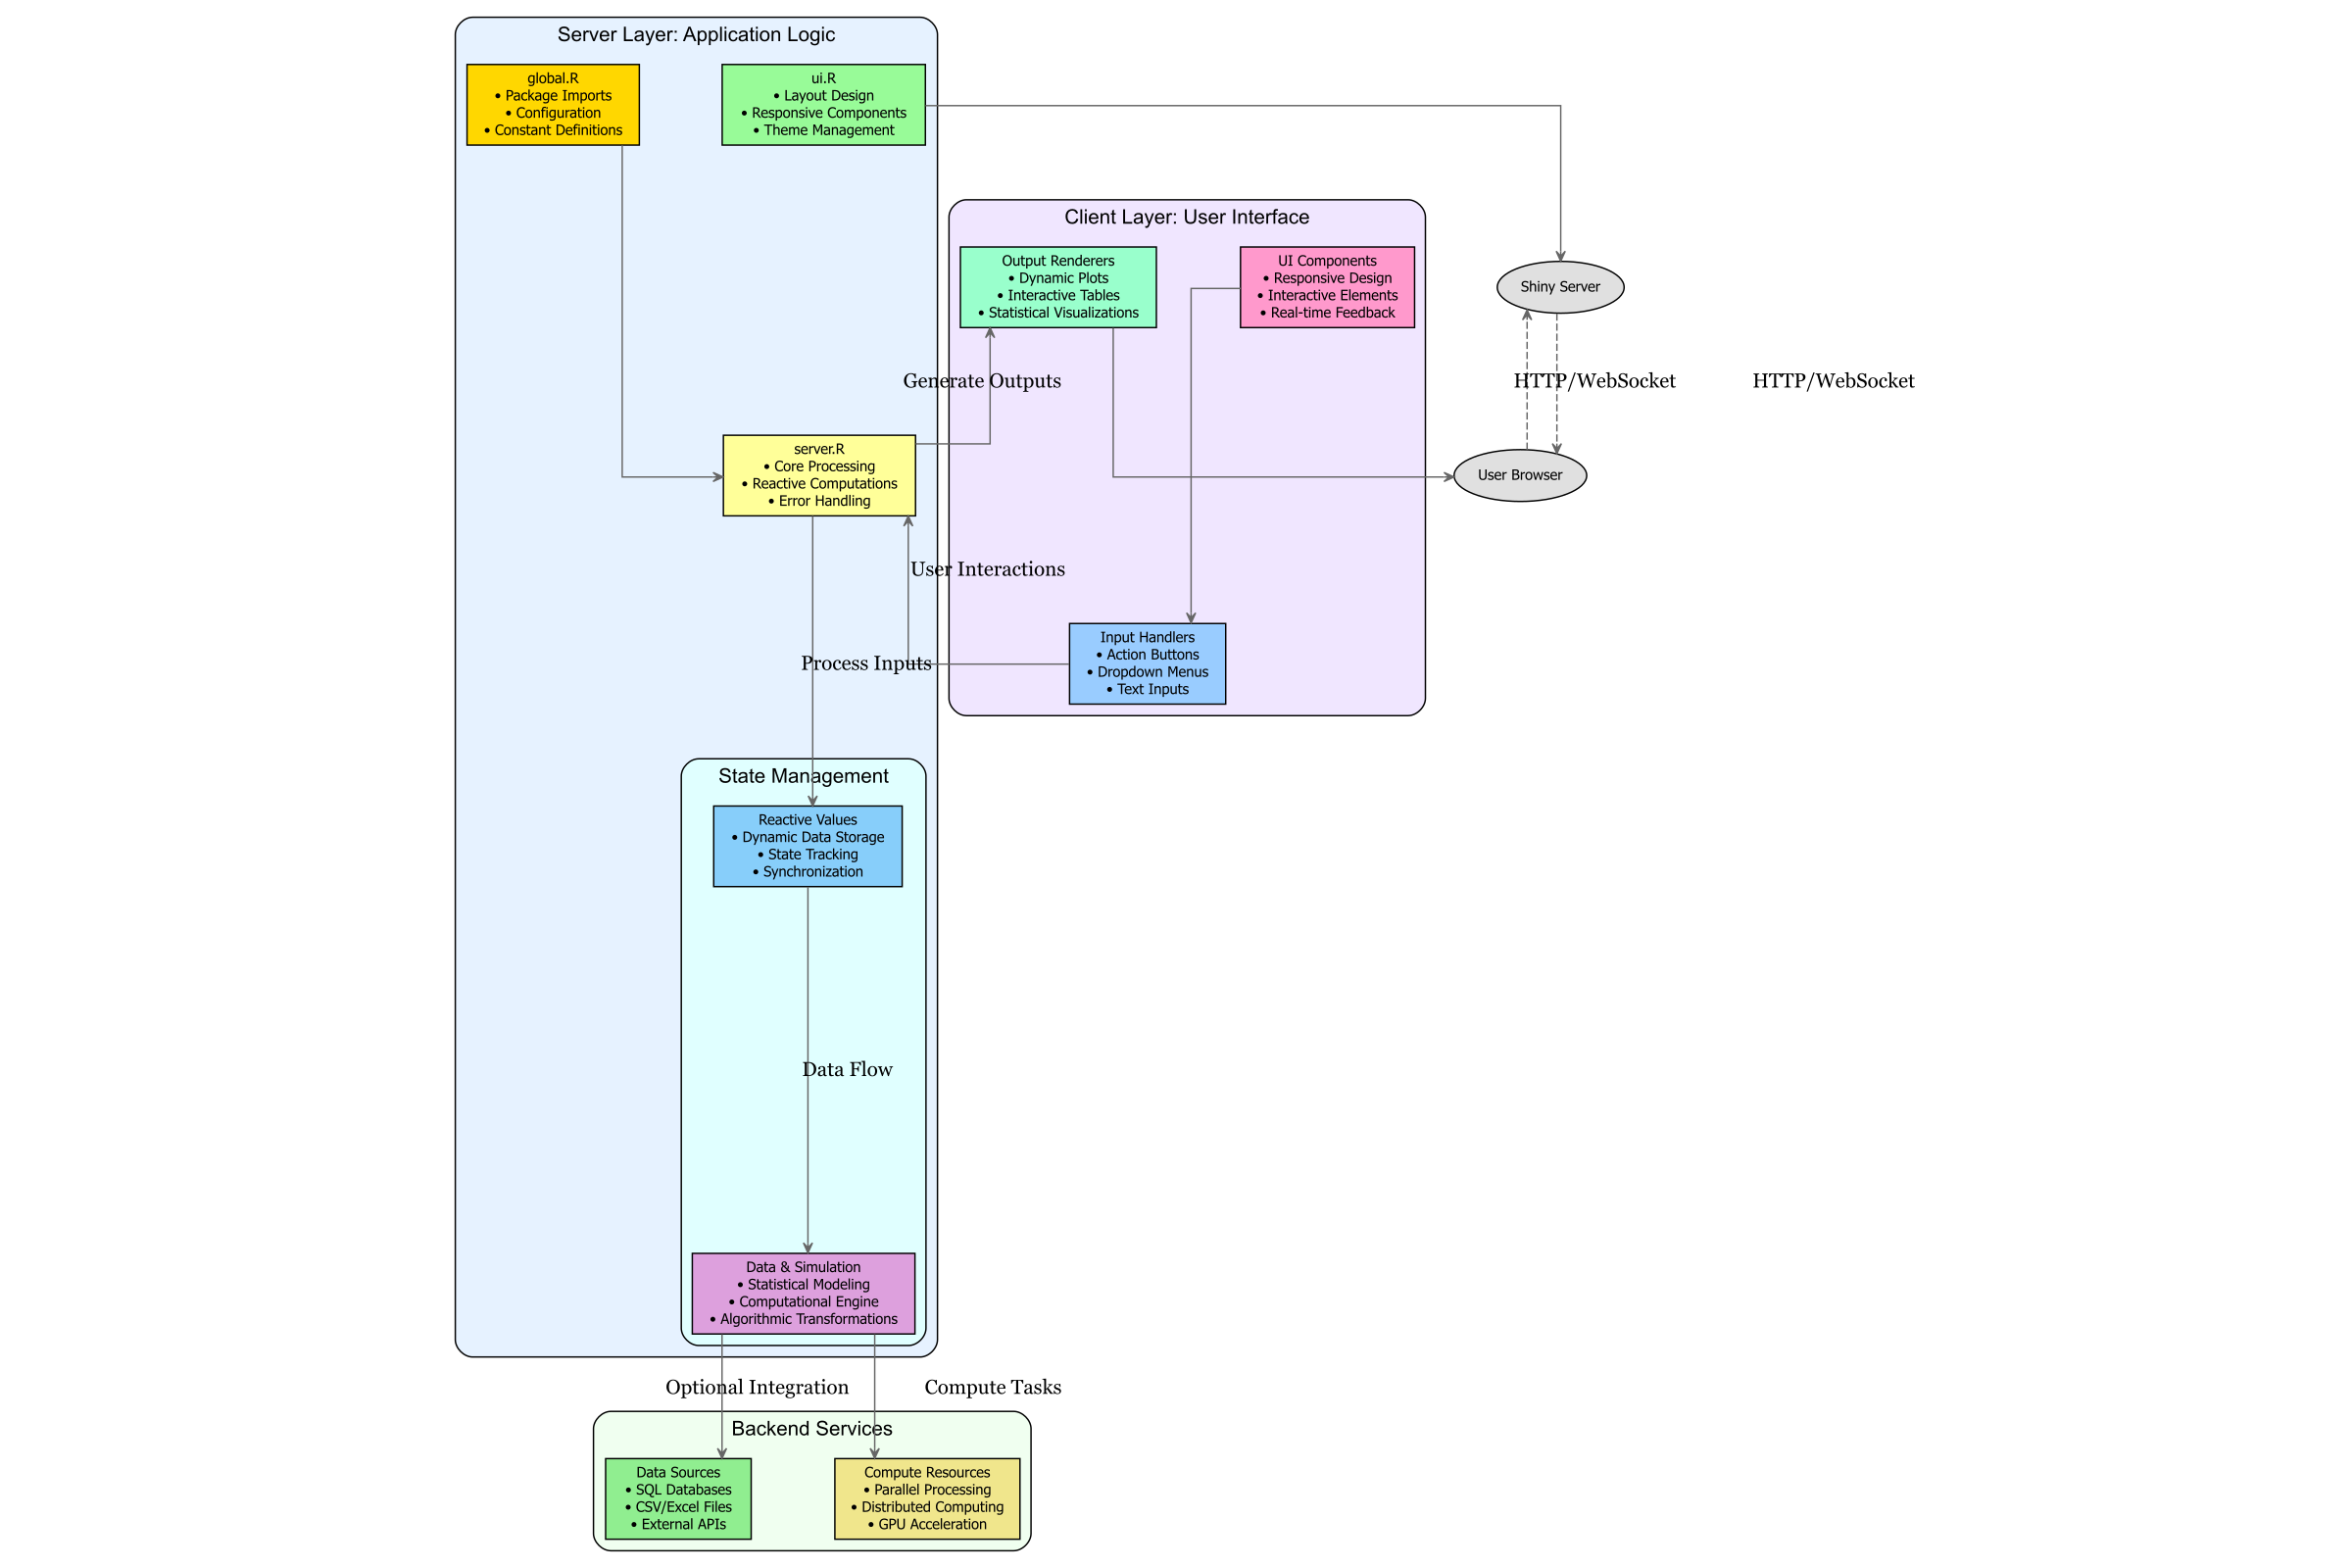 Server Layer: Application Logic
global.R
• Package Imports
• Configuration
• Constant Definitions
ui.R
• Layout Design
• Responsive Components
• Theme Management
Client Layer: User Interface
Output Renderers
• Dynamic Plots
• Interactive Tables
• Statistical Visualizations
UI Components
• Responsive Design
• Interactive Elements
• Real-time Feedback
Shiny Server
Generate Outputs
HTTP/WebSocket
HTTP/WebSocket
server.R
• Core Processing
• Reactive Computations
• Error Handling
User Browser
User Interactions
Process Inputs
Input Handlers
• Action Buttons
• Dropdown Menus
• Text Inputs
State Management
Reactive Values
• Dynamic Data Storage
• State Tracking
• Synchronization
Data Flow
Data & Simulation
• Statistical Modeling
• Computational Engine
• Algorithmic Transformations
Optional Integration
Compute Tasks
Backend Services
Data Sources
• SQL Databases
• CSV/Excel Files
• External APIs
Compute Resources
• Parallel Processing
• Distributed Computing
• GPU Acceleration